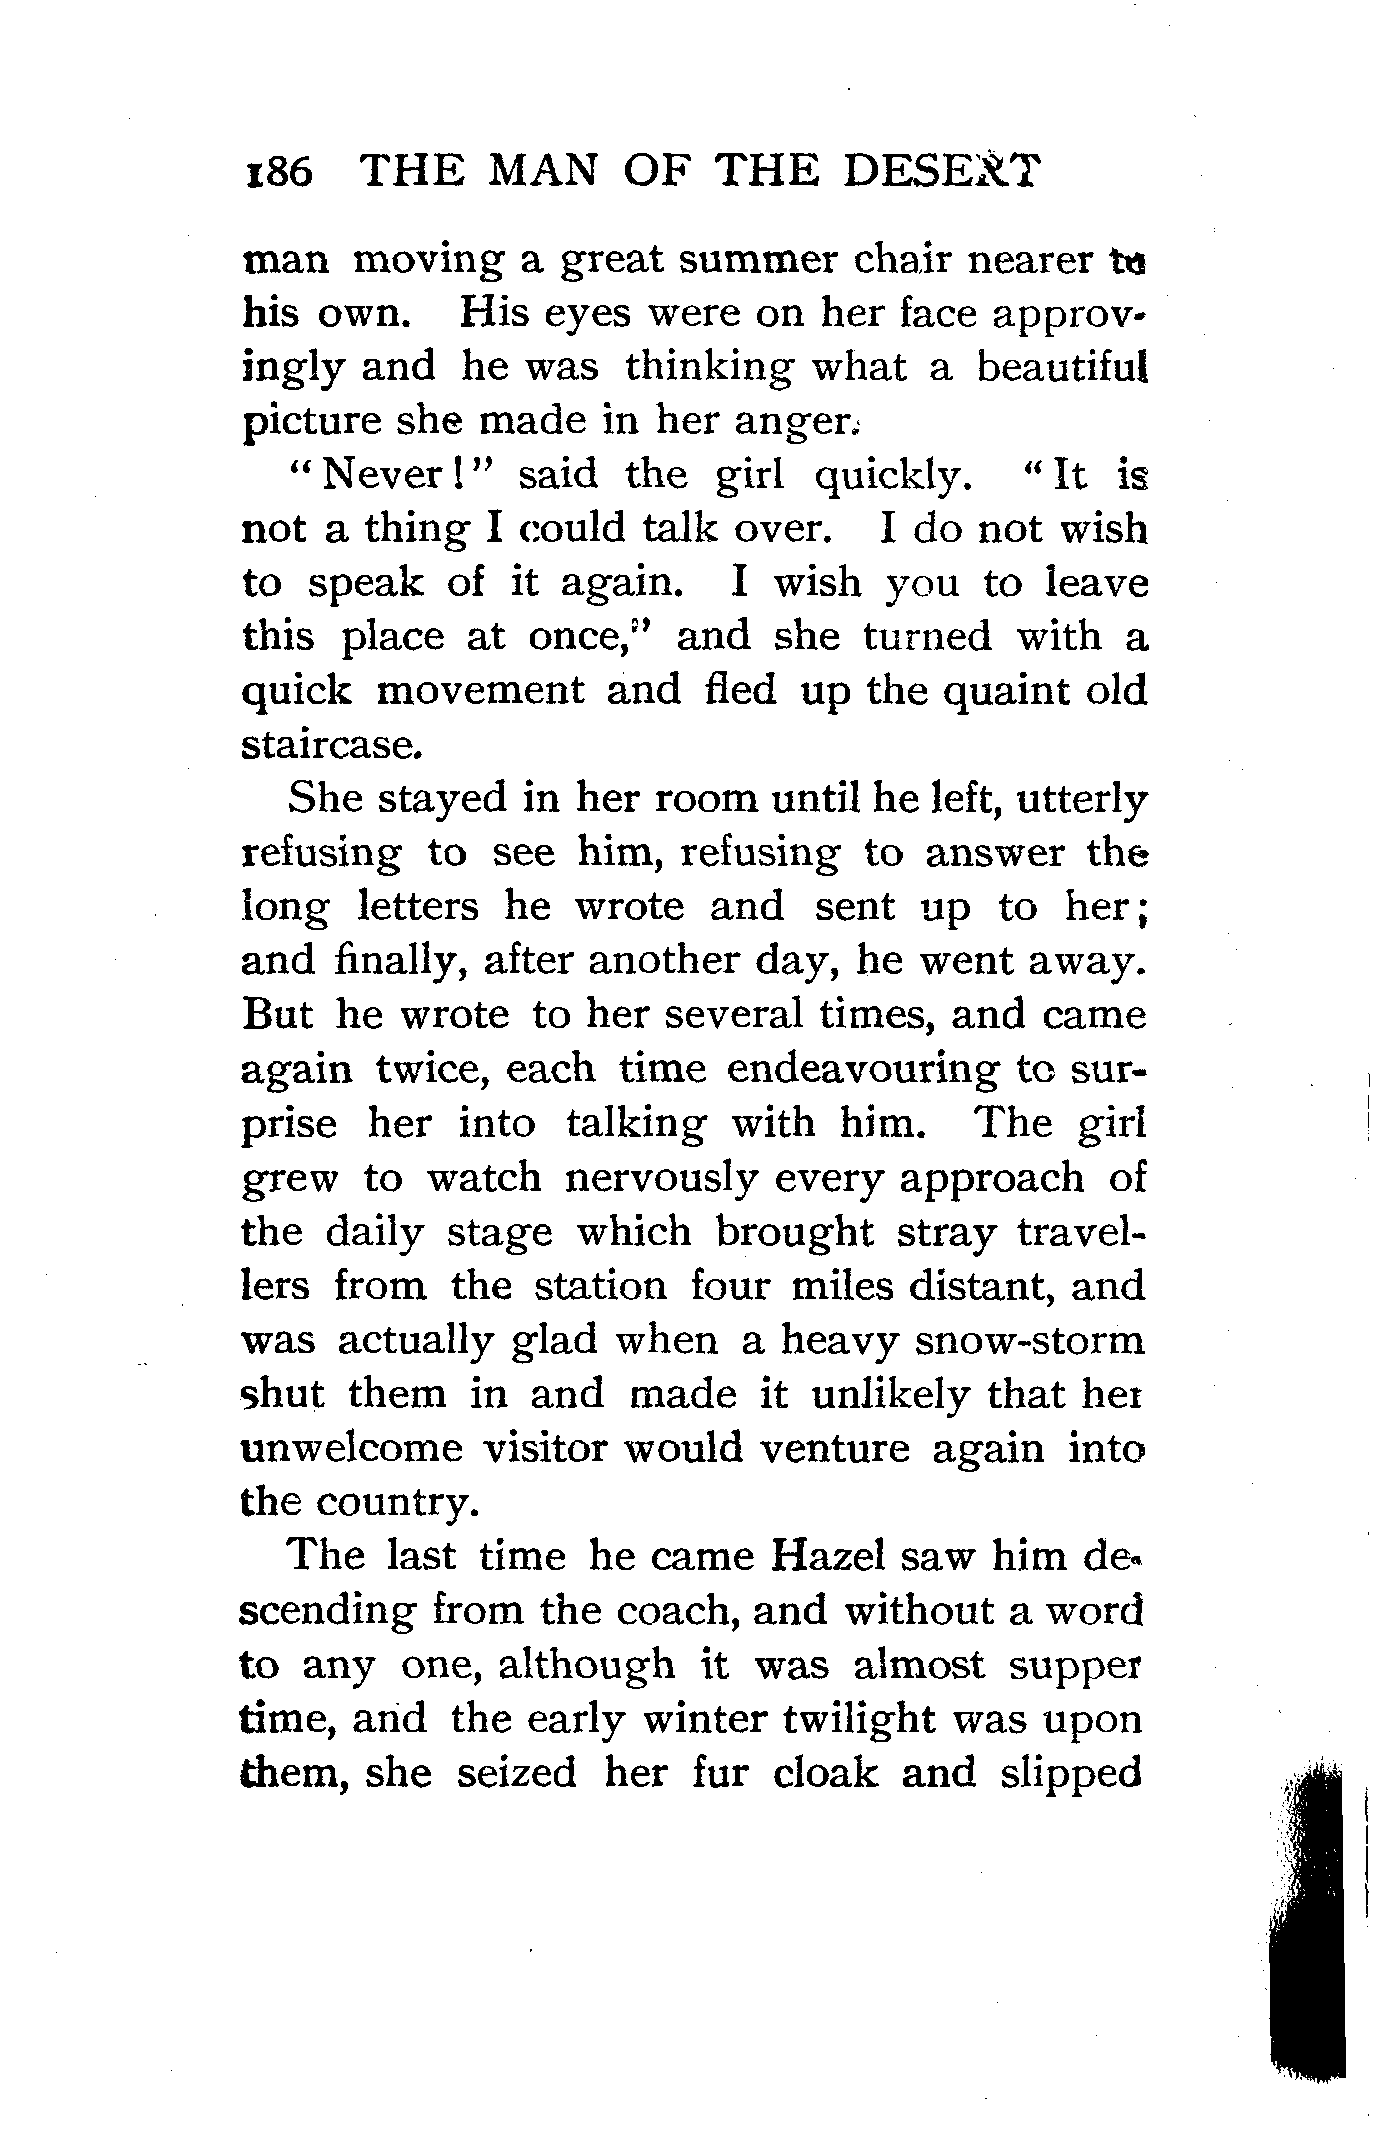 186 THE MAN OF THE DESERT
man moving a great summer chair nearer to
his own. His eyes were on her face approv-
ingly and he was thinking what a beautiful
picture she made in her anger.
"Never!" said the girl quickly. "It is
not a thing I could talk over. I do not wish
to speak of it again. I wish you to leave
this place at once," and she turned with a
quick movement and fled up the quaint old
staircase.
She stayed in her room until he left, utterly
refusing to see him, refusing to answer the
long letters he wrote and sent up to her;
and finally, after another day, he went away.
But he wrote to her several times, and came
again twice, each time endeavouring to sur-
prise her into talking with him. The girl
grew to watch nervously every approach of
the daily stage which brought stray travel-
lers from the station four miles distant, and
was actually glad when a heavy snow-storm
shut them in and made it unlikely that her
unwelcome visitor would venture again into
the country.
The last time he came Hazel saw him de-
scending from the coach, and without a word
to any one, although it was almost supper
time, and the early winter twilight was upon
them, she seized her fur cloak and slipped